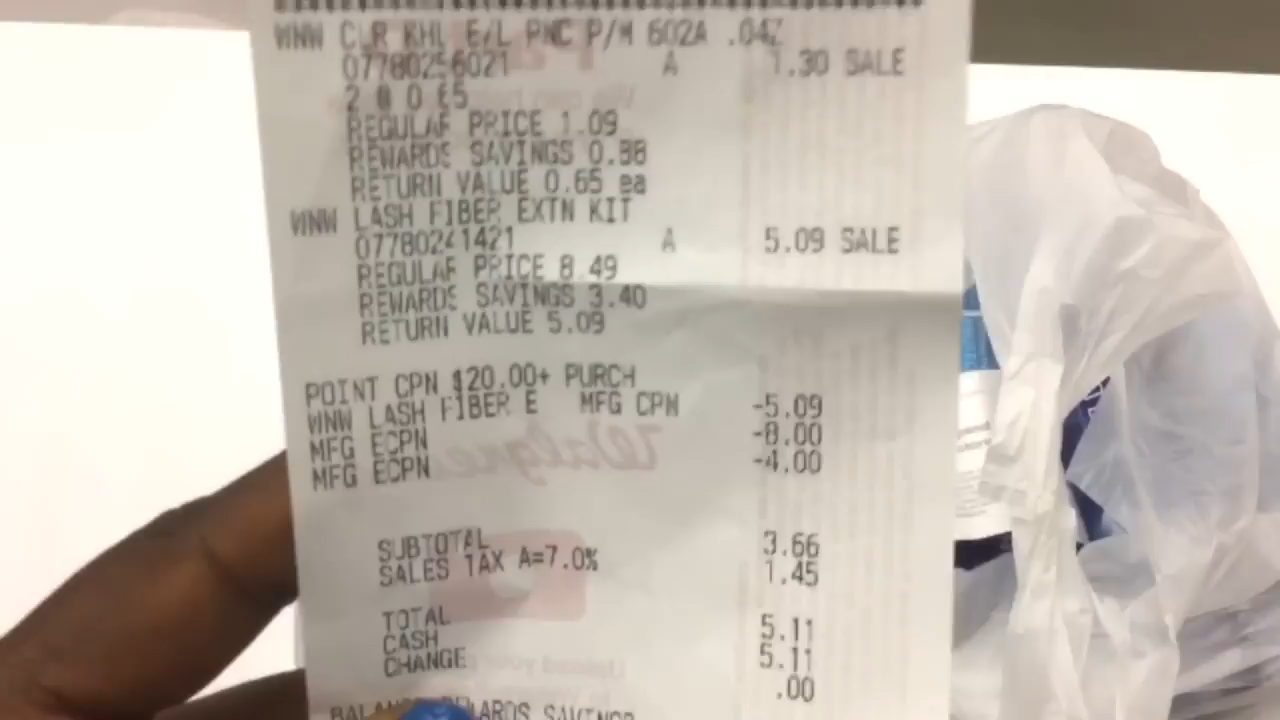 WNW CLR KHL E/L PNC P/M 602A .04Z
07780256021 A 1.30 SALE
2 @ 0.65
REGULAR PRICE 1.09
REWARDS SAVINGS 0.88
RETURN VALUE 0.65 ea
WNW LASH FIBER EXTN KIT
07780241421 A 5.09 SALE
REGULAR PRICE 8.49
REWARDS SAVINGS 3.40
RETURN VALUE 5.09
POINT CPN $20.00+ PURCH
WNW LASH FIBER E MFG CPN -5.09
MFG ECPN -8.00
MFG ECPN -4.00
SUBTOTAL 3.66
SALES TAX A=7.0% 1.45
TOTAL 5.11
CASH 5.11
CHANGE .00
SAVINGS